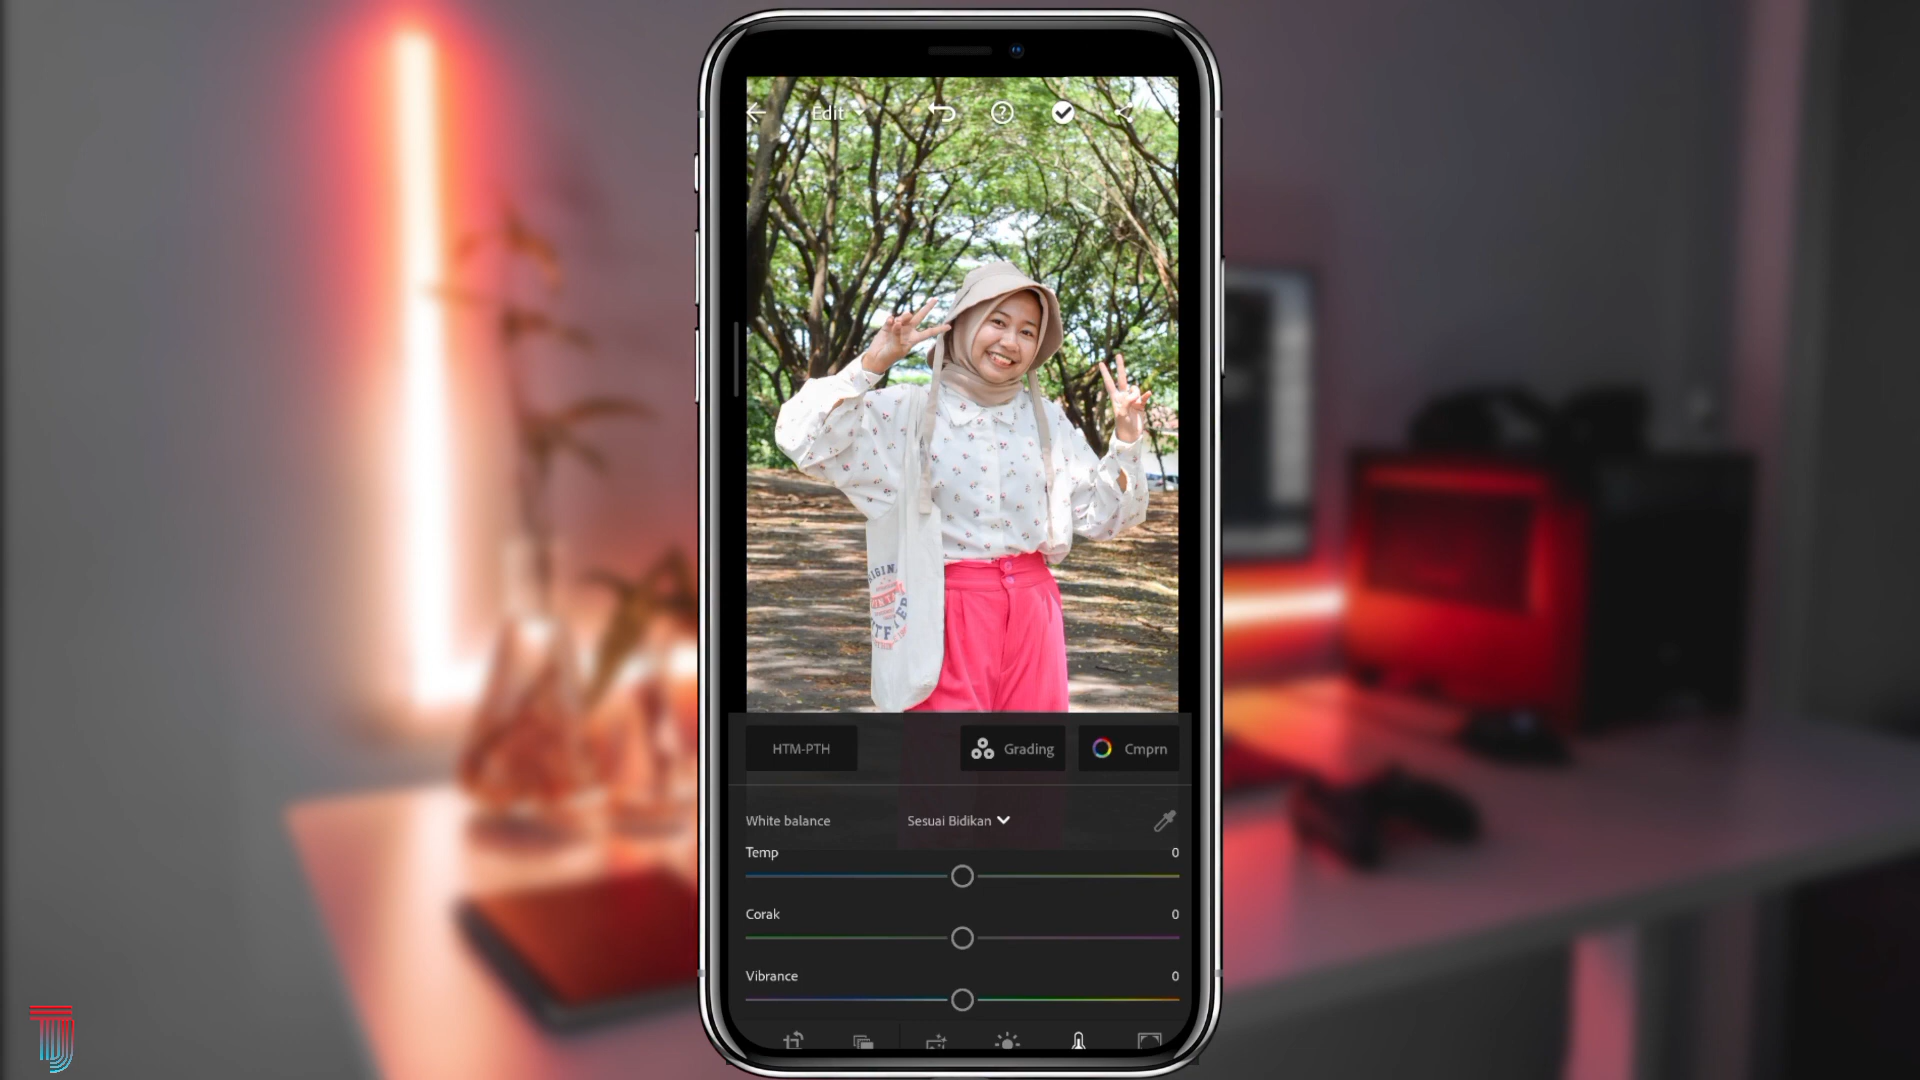 Edit
HTM-PTH
Grading
Cmprn
White balance
Sesuai Bidikan
Temp
0
Corak
0
Vibrance
0